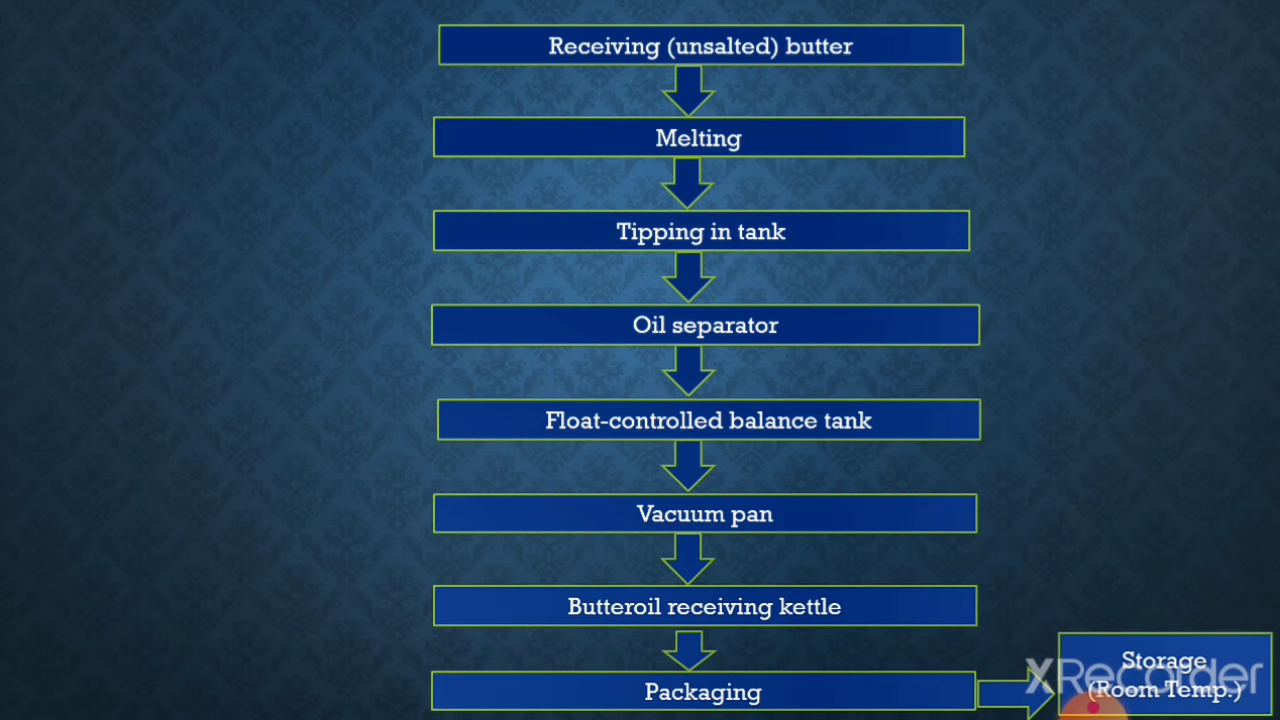 Receiving (unsalted) butter
Melting
Tipping in tank
Oil separator
Float-controlled balance tank
Vacuum pan
Butteroil receiving kettle
Packaging
Storage
(Room Temp.)
XRecorder